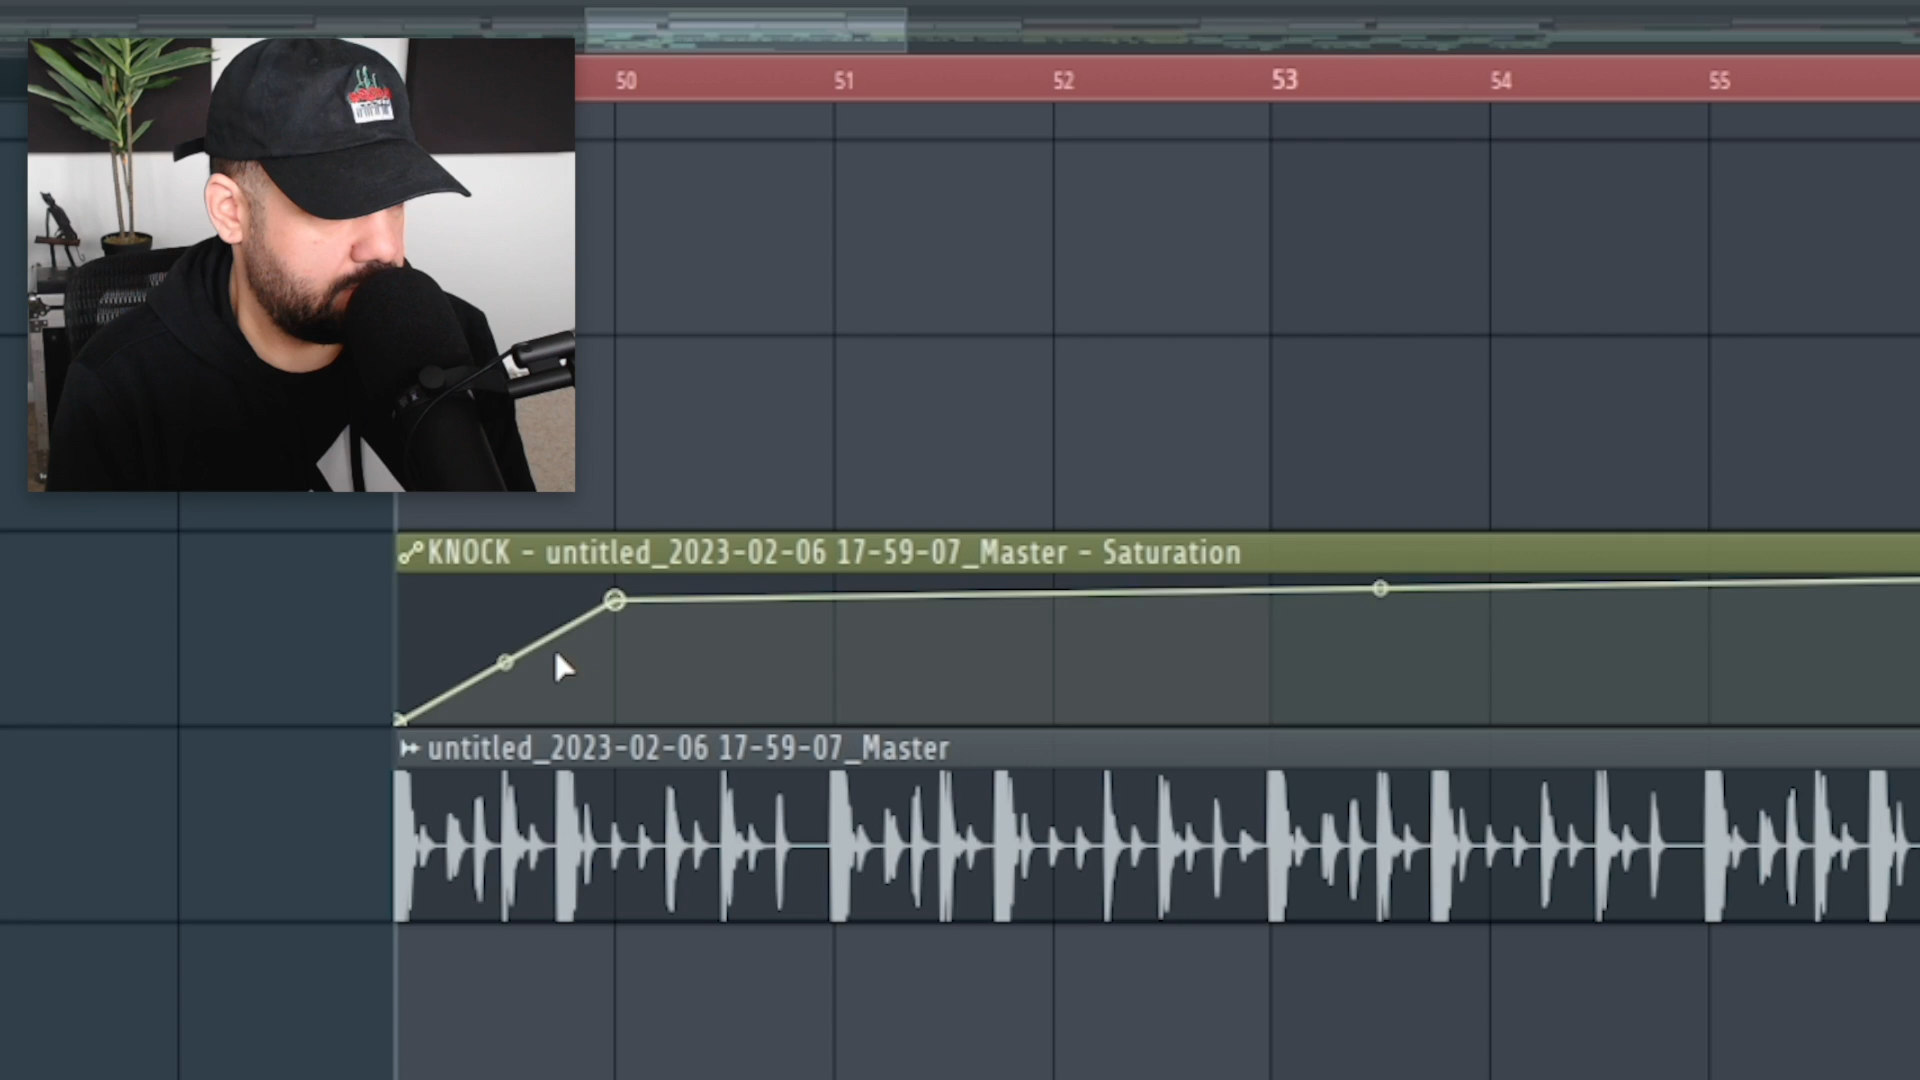 50 51 52 53 54 55
KNOCK - untitled_2023-02-06 17-59-07_Master - Saturation
untitled_2023-02-06 17-59-07_Master